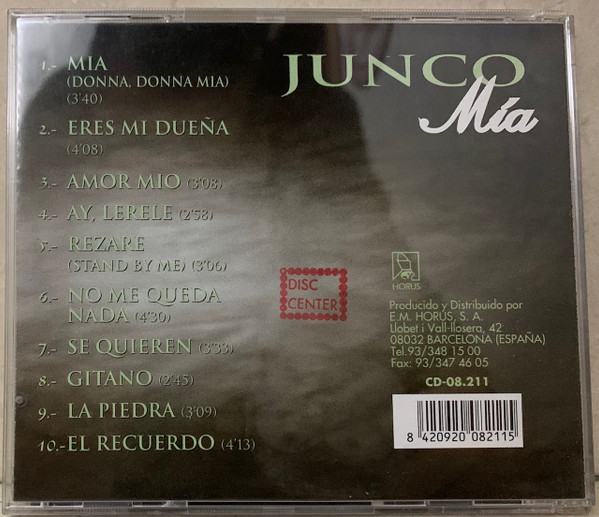 1.- MIA
(DONNA, DONNA MIA)
(3'40)
2.- ERES MI DUEÑA
(4'08)
3.- AMOR MIO (3'08)
4.- AY, LERELE (2'58)
5.- REZARE
(STAND BY ME) (3'06)
6.- NO ME QUEDA
NADA (4'30)
7.- SE QUIEREN (3'33)
8.- GITANO (2'45)
9.- LA PIEDRA (3'09)
10.- EL RECUERDO (4'13)
JUNCO
Mía
DISC
CENTER
HORUS
Producido y Distribuido por
E.M. HORUS, S. A.
Llobet i Vall-llosera, 42
08032 BARCELONA (ESPAÑA)
Tel.93/348 15 00
Fax: 93/347 46 05
CD-08.211
8 420920 082115